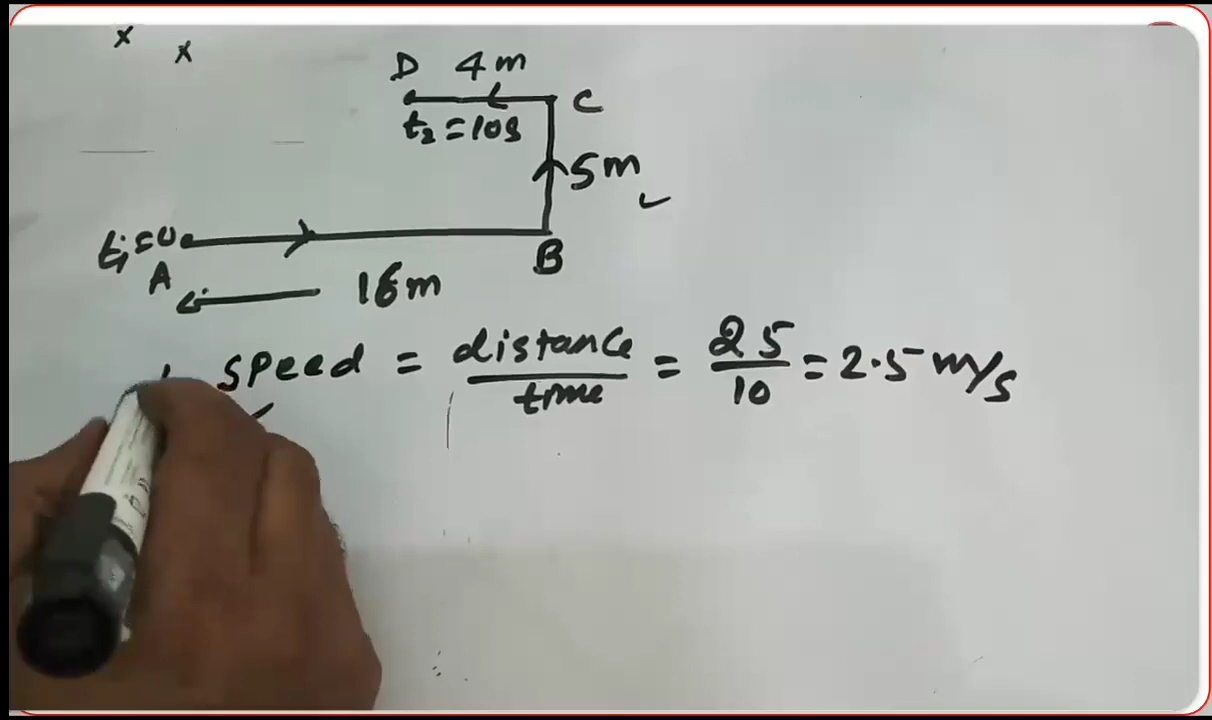 x x
D 4m
C
t₂ = 10s
5m
t₁ = 0
A
B
16m
speed = distance/time = 25/10 = 2.5 m/s